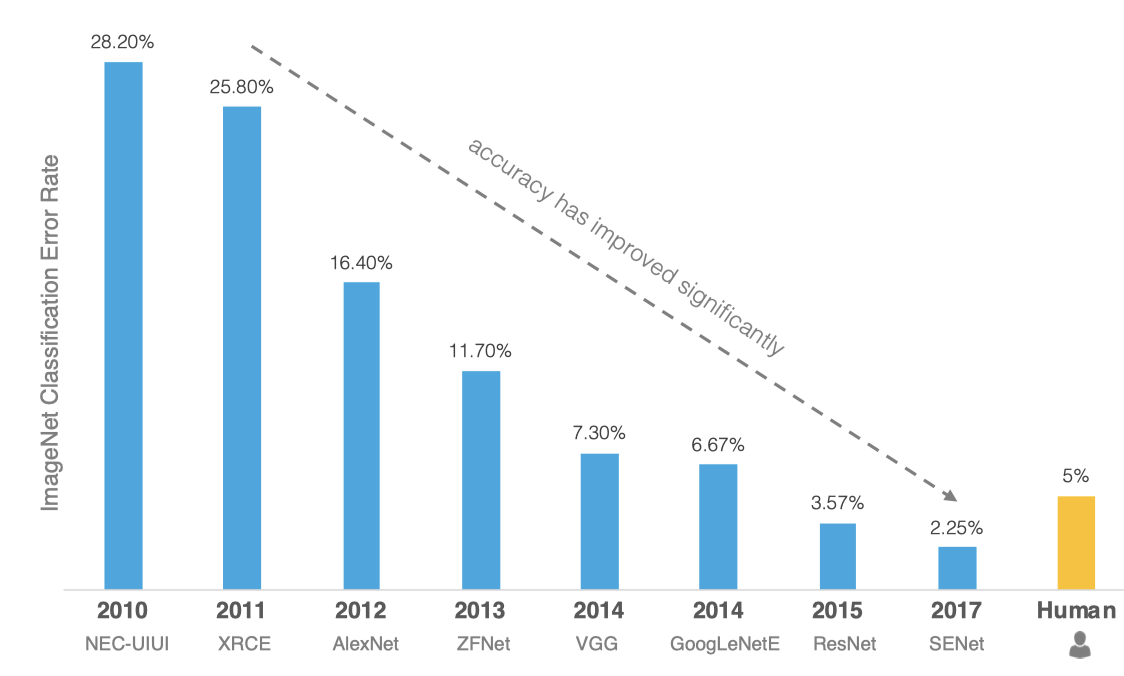 28.20%
25.80%
16.40%
11.70%
7.30%
6.67%
3.57%
2.25%
5%
accuracy has improved significantly
ImageNet Classification Error Rate
2010
2011
2012
2013
2014
2014
2015
2017
Human
NEC-UIUI
XRCE
AlexNet
ZFNet
VGG
GoogLeNetE
ResNet
SENet